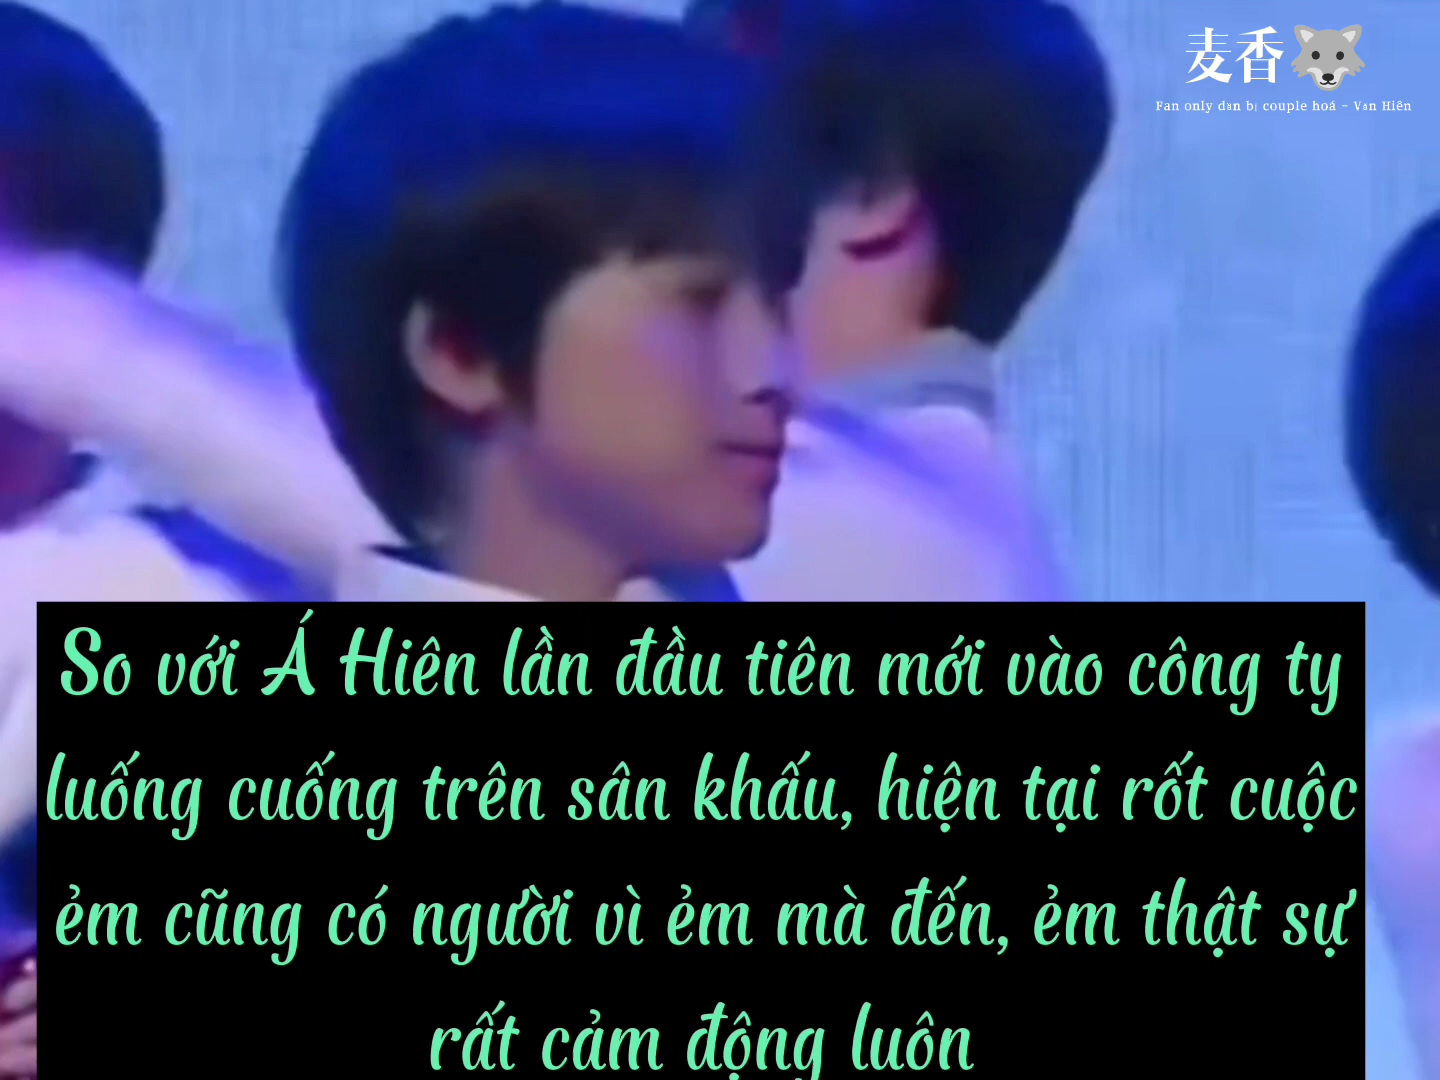 麦香🐺
Fan only dan bị couple hoá - Vạn Hiên
So với Á Hiên lần đầu tiên mới vào công ty
luống cuống trên sân khấu, hiện tại rốt cuộc
ẻm cũng có người vì ẻm mà đến, ẻm thật sự
rất cảm động luôn